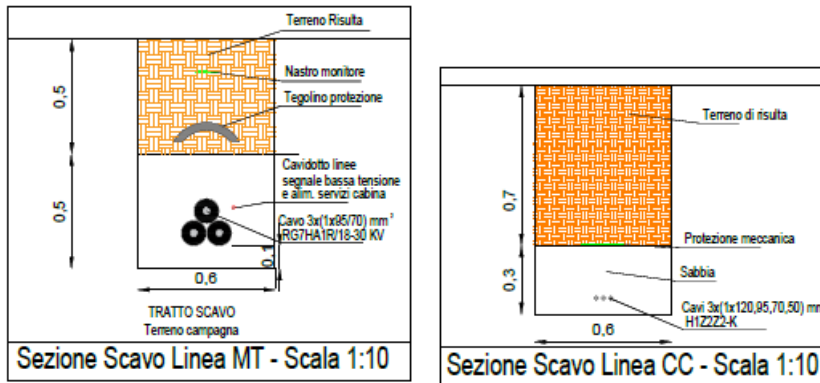 Terreno Risulta
Nastro monitore
Tegolino protezione
0,5
Cavidotto linee
segnale bassa tensione
e alim. servizi cabina
0,5
Cavo 3x(1x95/70) mm²
RG7HA1R/18-30 KV
0,1
0,6
TRATTO SCAVO
Terreno campagna
Sezione Scavo Linea MT - Scala 1:10
Terreno di risulta
0,7
Protezione meccanica
0,3
Sabbia
Cavi 3x(1x120,95,70,50) mm
H1Z2Z2-K
0,6
Sezione Scavo Linea CC - Scala 1:10